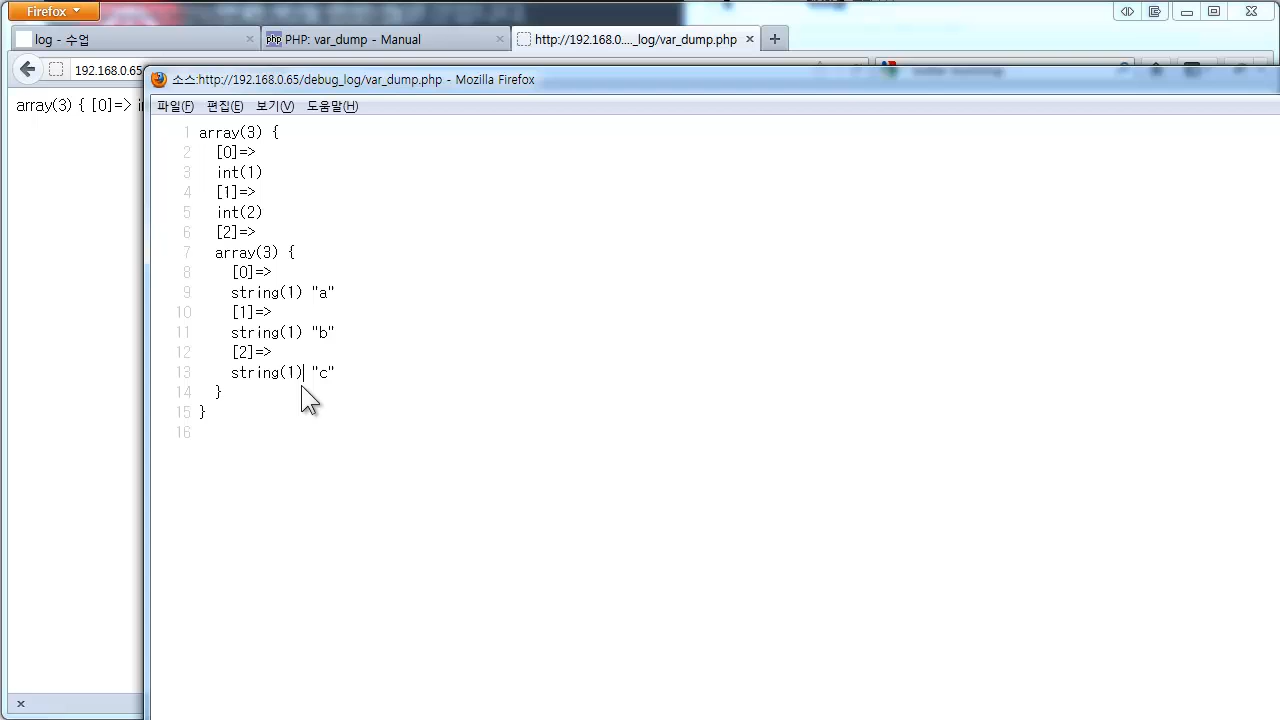 Firefox
log - 수업
PHP: var_dump - Manual
http://192.168.0...._log/var_dump.php
192.168.0.65
소스:http://192.168.0.65/debug_log/var_dump.php - Mozilla Firefox
array(3) { [0]=>
파일(F) 편집(E) 보기(V) 도움말(H)
1 array(3) {
2 [0]=>
3 int(1)
4 [1]=>
5 int(2)
6 [2]=>
7 array(3) {
8 [0]=>
9 string(1) "a"
10 [1]=>
11 string(1) "b"
12 [2]=>
13 string(1) "c"
14 }
15 }
16